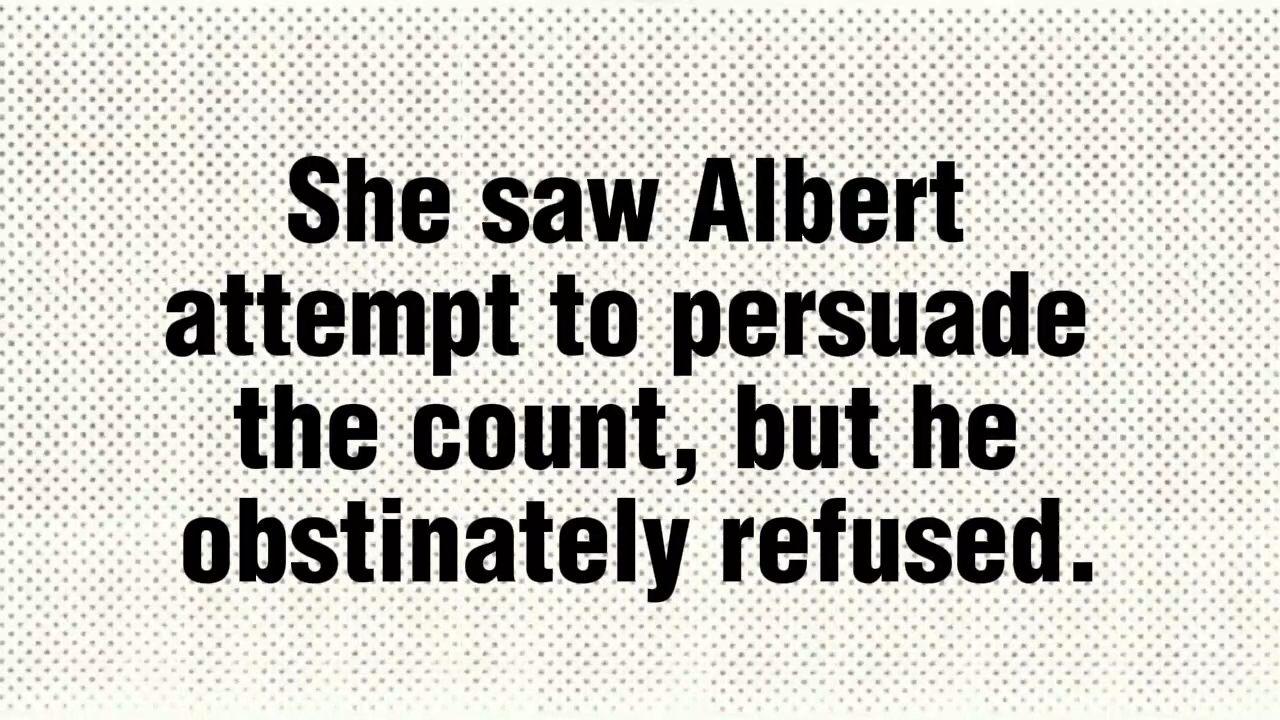 She saw Albert
attempt to persuade
the count, but he
obstinately refused.